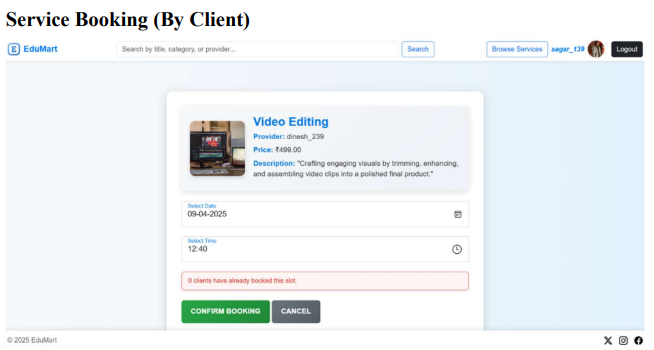 Service Booking (By Client)
EduMart
Search by title, category, or provider...
Search
Browse Services
sagar_139
Logout
Video Editing
Provider: dinesh_239
Price: ₹499.00
Description: "Crafting engaging visuals by trimming, enhancing,
and assembling video clips into a polished final product."
Select Date
09-04-2025
Select Time
12:40
0 clients have already booked this slot.
CONFIRM BOOKING
CANCEL
© 2025 EduMart